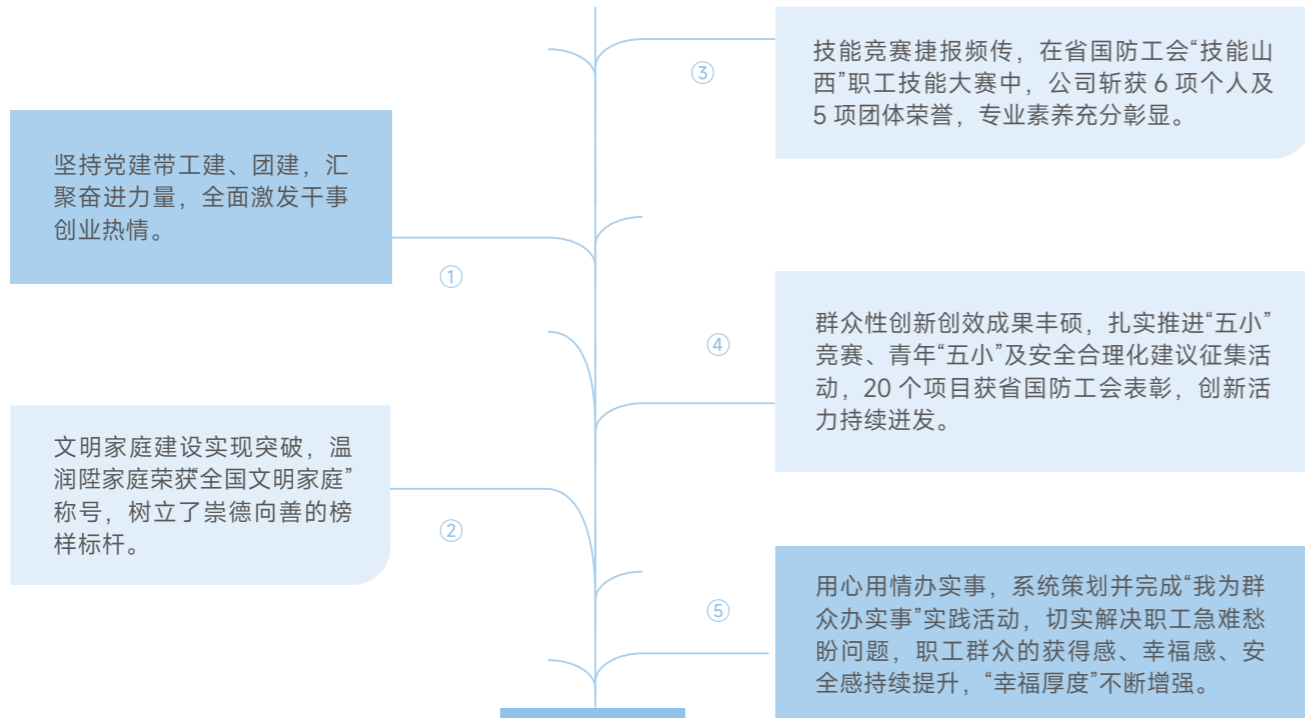 坚持党建带工建、团建，汇
聚奋进力量，全面激发干事
创业热情。
①
文明家庭建设实现突破，温
润陞家庭荣获“全国文明家庭”
称号，树立了崇德向善的榜
样标杆。
②
③
技能竞赛捷报频传，在省国防工会“技能山
西”职工技能大赛中，公司斩获 6 项个人及
5 项团体荣誉，专业素养充分彰显。
④
群众性创新创效成果丰硕，扎实推进“五小”
竞赛、青年“五小”及安全合理化建议征集活
动，20 个项目获省国防工会表彰，创新活
力持续迸发。
⑤
用心用情办实事，系统策划并完成“我为群
众办实事”实践活动，切实解决职工急难愁
盼问题，职工群众的获得感、幸福感、安
全感持续提升，“幸福厚度”不断增强。